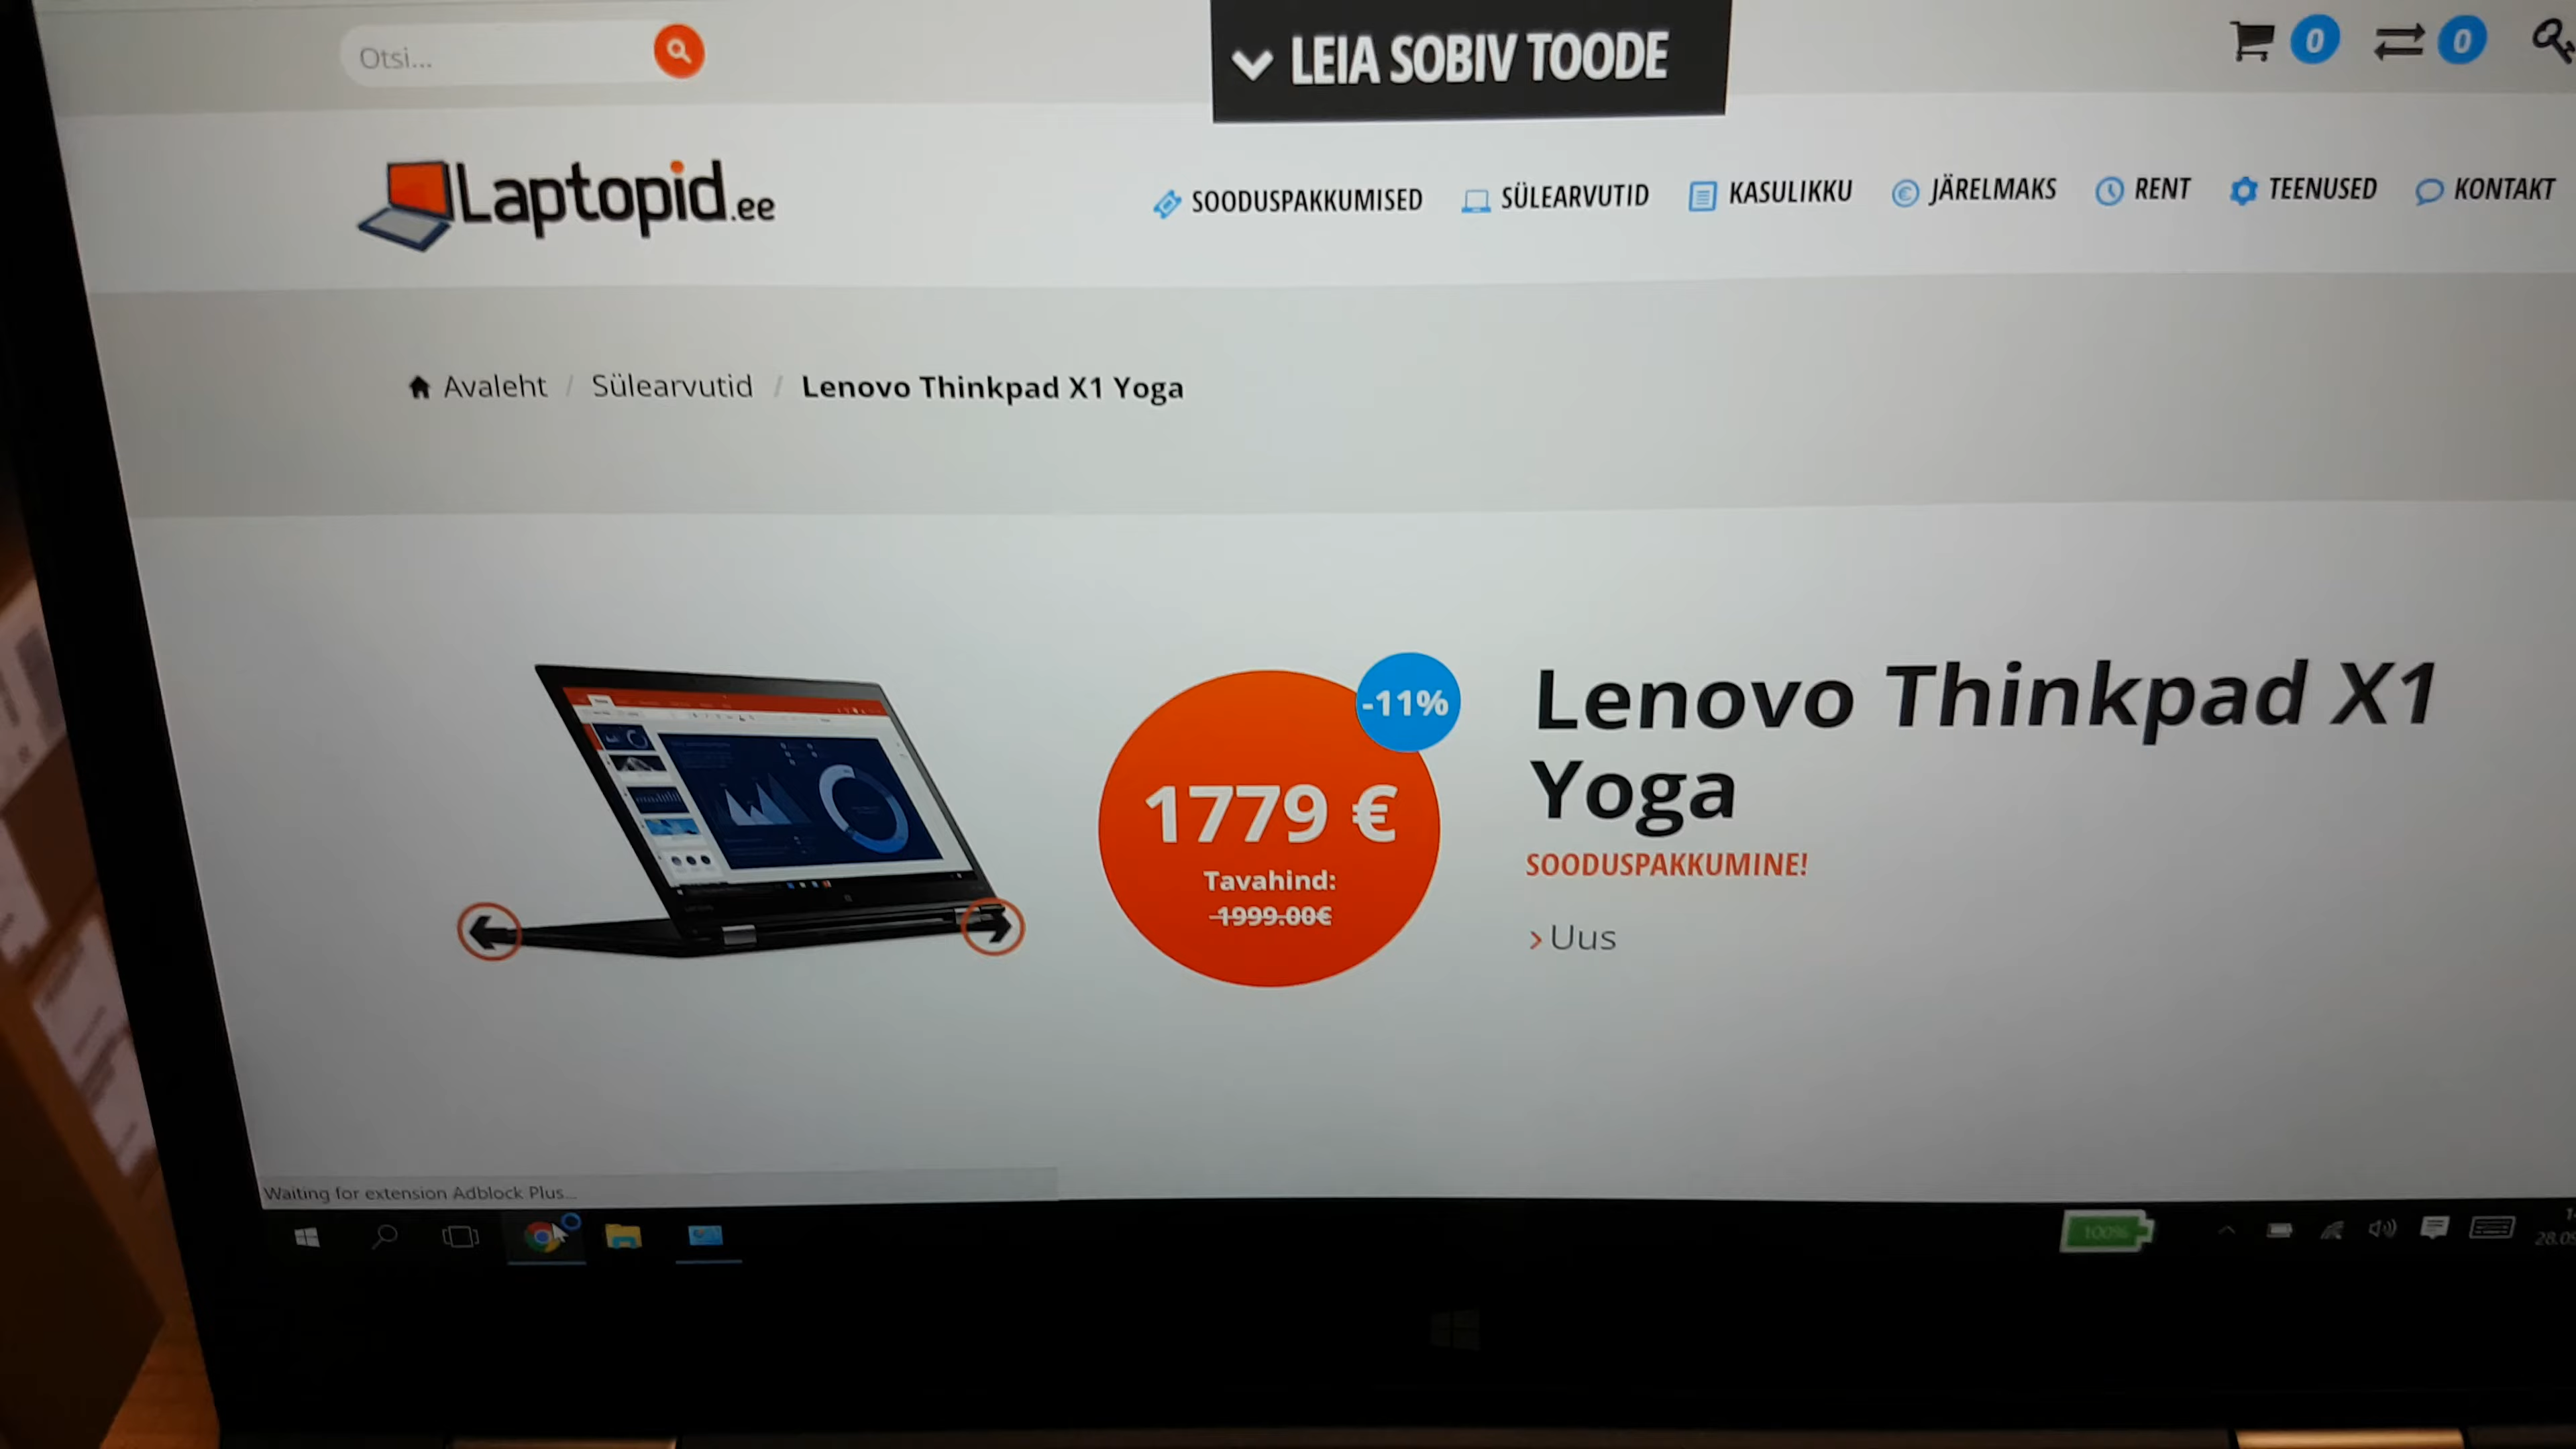 Otsi...
LEIA SOBIV TOODE
0
0
Laptopid.ee
SOODUSPAKKUMISED
SÜLEARVUTID
KASULIKKU
JÄRELMAKS
RENT
TEENUSED
KONTAKT
Avaleht / Sülearvutid / Lenovo Thinkpad X1 Yoga
-11%
1779 €
Tavahind:
1999.00€
Lenovo Thinkpad X1
Yoga
SOODUSPAKKUMINE!
Uus
Waiting for extension Adblock Plus...
100%